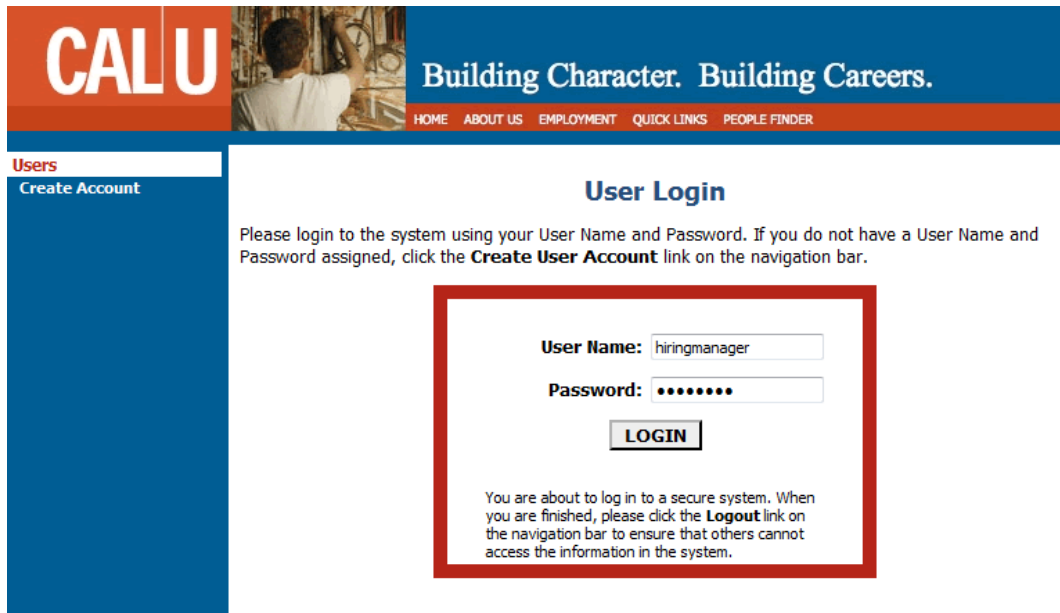 CAL U
Building Character. Building Careers.
HOME ABOUT US EMPLOYMENT QUICK LINKS PEOPLE FINDER
Users
Create Account
User Login
Please login to the system using your User Name and Password. If you do not have a User Name and
Password assigned, click the Create User Account link on the navigation bar.
User Name: hiringmanager
Password: ••••••••
LOGIN
You are about to log in to a secure system. When
you are finished, please click the Logout link on
the navigation bar to ensure that others cannot
access the information in the system.